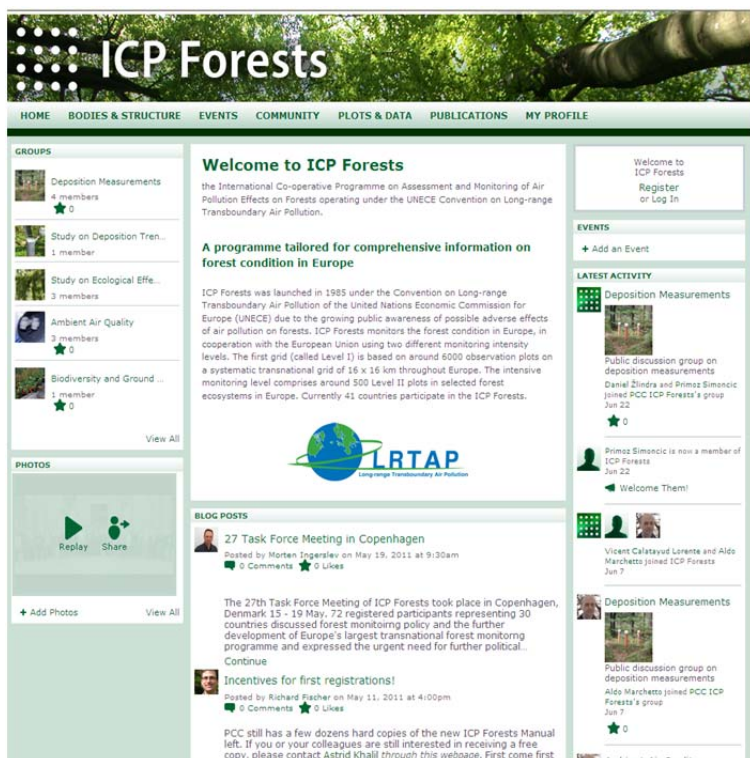 ICP Forests
HOME BODIES & STRUCTURE EVENTS COMMUNITY PLOTS & DATA PUBLICATIONS MY PROFILE
GROUPS
Deposition Measurements
4 members
0
Study on Deposition Tren...
1 member
Study on Ecological Effe...
3 members
Ambient Air Quality
3 members
0
Biodiversity and Ground ...
1 member
0
View All
PHOTOS
Replay Share
+ Add Photos View All
Welcome to ICP Forests
the International Co-operative Programme on Assessment and Monitoring of Air
Pollution Effects on Forests operating under the UNECE Convention on Long-range
Transboundary Air Pollution.
A programme tailored for comprehensive information on
forest condition in Europe
ICP Forests was launched in 1985 under the Convention on Long-range
Transboundary Air Pollution of the United Nations Economic Commission for
Europe (UNECE) due to the growing public awareness of possible adverse effects
of air pollution on forests. ICP Forests monitors the forest condition in Europe, in
cooperation with the European Union using two different monitoring intensity
levels. The first grid (called Level I) is based on around 6000 observation plots on
a systematic transnational grid of 16 x 16 km throughout Europe. The intensive
monitoring level comprises around 500 Level II plots in selected forest
ecosystems in Europe. Currently 41 countries participate in the ICP Forests.
LRTAP
Long-range Transboundary Air Pollution
BLOG POSTS
27 Task Force Meeting in Copenhagen
Posted by Morten Ingerslev on May 19, 2011 at 9:30am
0 Comments 0 Likes
The 27th Task Force Meeting of ICP Forests took place in Copenhagen,
Denmark 15 - 19 May. 72 registered participants representing 30
countries discussed forest monitoirng policy and the further
development of Europe's largest transnational forest monitorng
programme and expressed the urgent need for further political...
Continue
Incentives for first registrations!
Posted by Richard Fischer on May 11, 2011 at 4:00pm
0 Comments 0 Likes
PCC still has a few dozens hard copies of the new ICP Forests Manual
left. If you or your colleagues are still interested in receiving a free
copy, please contact Astrid Khalil through this webpage. First come first
Welcome to
ICP Forests
Register
or Log In
EVENTS
+ Add an Event
LATEST ACTIVITY
Deposition Measurements
Public discussion group on
deposition measurements
Daniel Žlindra and Primoz Simoncic
joined PCC ICP Forests's group
Jun 22
0
Primoz Simoncic is now a member of
ICP Forests
Jun 22
Welcome Them!
Vicent Calatayud Lorente and Aldo
Marchetto joined ICP Forests
Jun 7
Deposition Measurements
Public discussion group on
deposition measurements
Aldo Marchetto joined PCC ICP
Forests's group
Jun 7
0